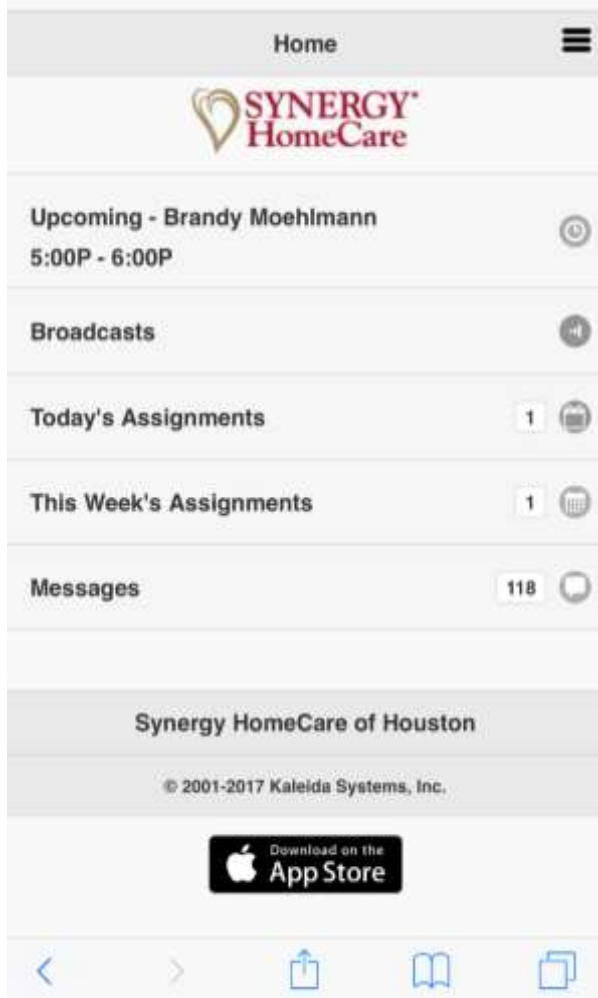 Home
SYNERGY
HomeCare
Upcoming - Brandy Moehlmann
5:00P - 6:00P
Broadcasts
Today's Assignments 1
This Week's Assignments 1
Messages 118
Synergy HomeCare of Houston
© 2001-2017 Kaleida Systems, Inc.
Download on the
App Store